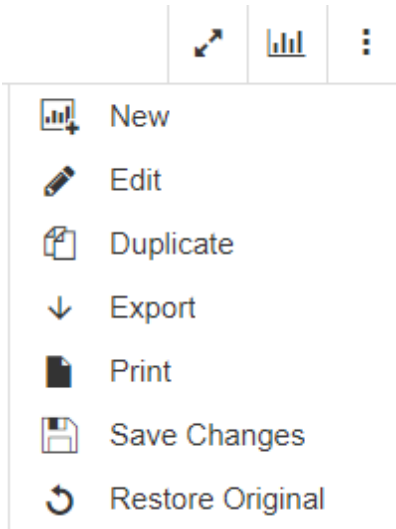 New
Edit
Duplicate
Export
Print
Save Changes
Restore Original